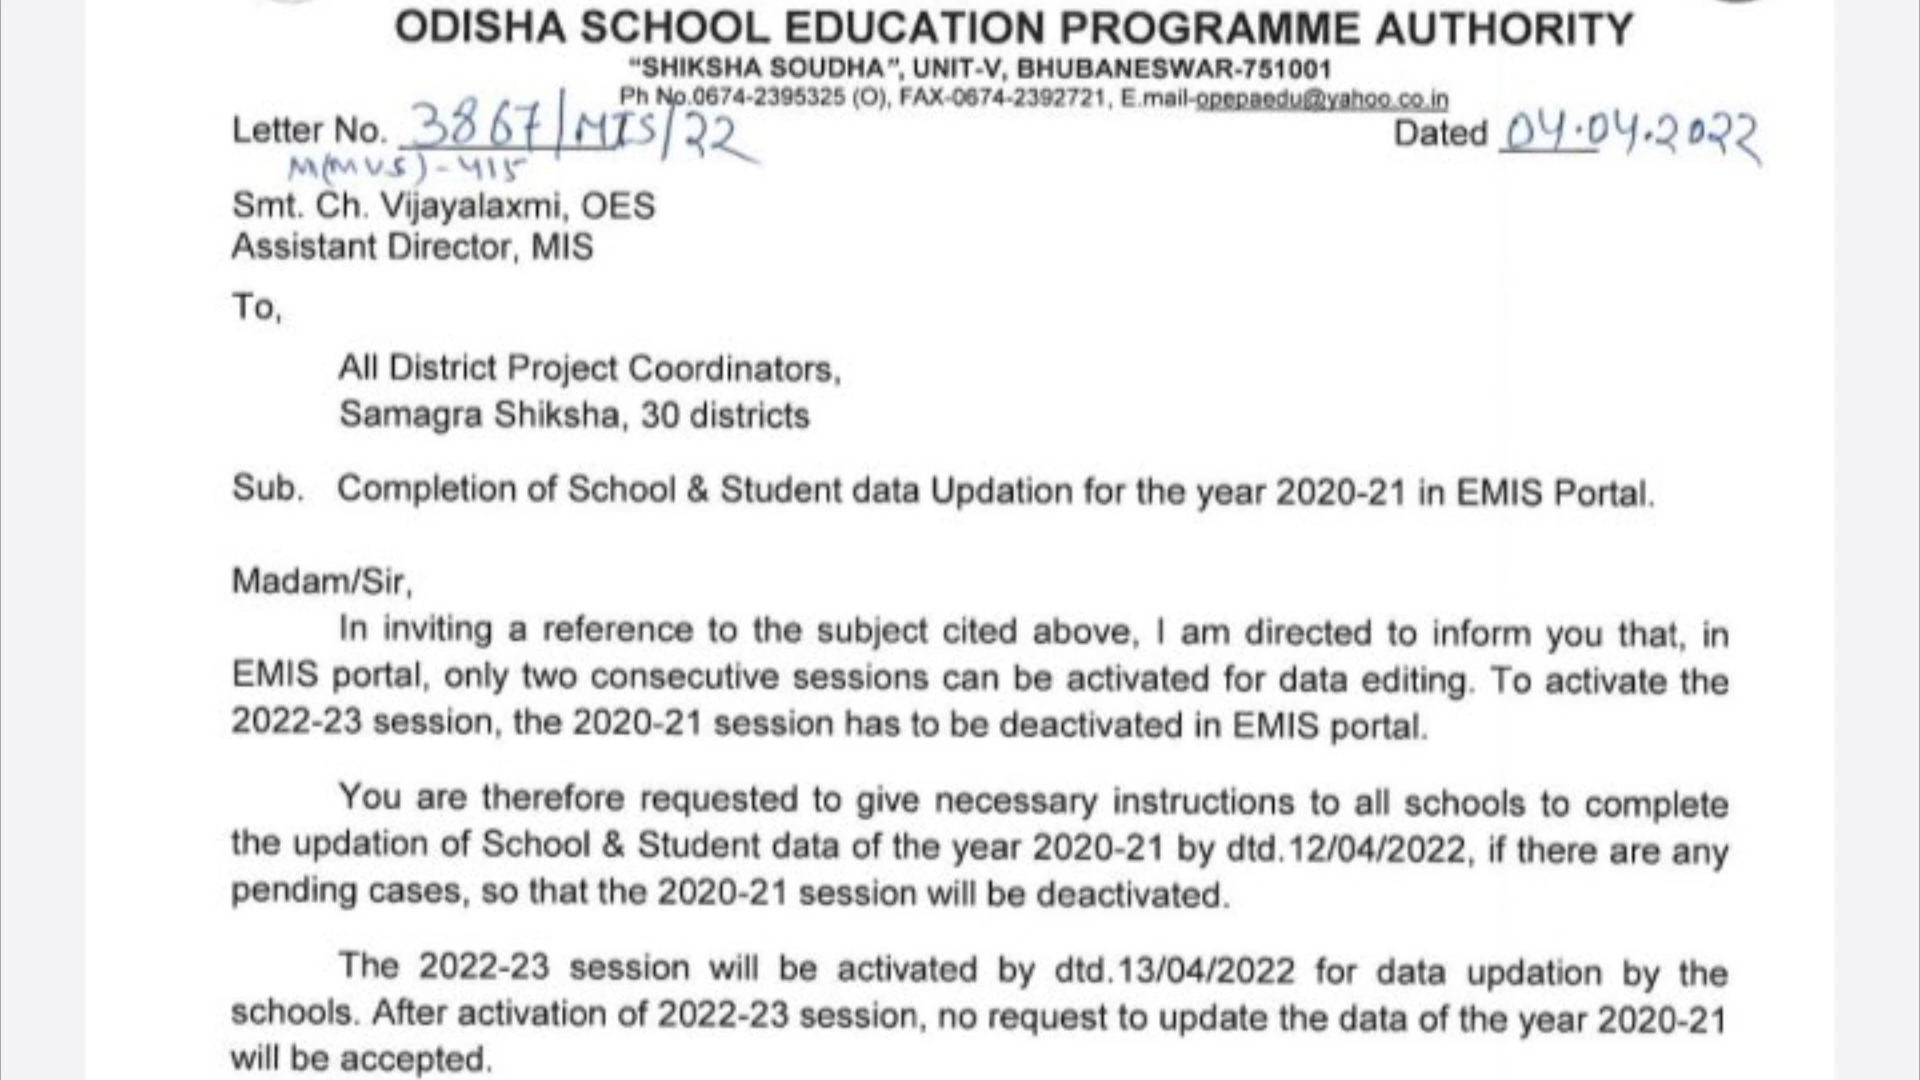 ODISHA SCHOOL EDUCATION PROGRAMME AUTHORITY
“SHIKSHA SOUDHA”, UNIT-V, BHUBANESWAR-751001
Ph No.0674-2395325 (O), FAX-0674-2392721, E.mail-opepaedu@yahoo.co.in
Letter No. 3867/MIS/22 Dated 04.04.2022
M(MVS)-415
Smt. Ch. Vijayalaxmi, OES
Assistant Director, MIS
To,
All District Project Coordinators,
Samagra Shiksha, 30 districts
Sub. Completion of School & Student data Updation for the year 2020-21 in EMIS Portal.
Madam/Sir,
In inviting a reference to the subject cited above, I am directed to inform you that, in
EMIS portal, only two consecutive sessions can be activated for data editing. To activate the
2022-23 session, the 2020-21 session has to be deactivated in EMIS portal.
You are therefore requested to give necessary instructions to all schools to complete
the updation of School & Student data of the year 2020-21 by dtd.12/04/2022, if there are any
pending cases, so that the 2020-21 session will be deactivated.
The 2022-23 session will be activated by dtd.13/04/2022 for data updation by the
schools. After activation of 2022-23 session, no request to update the data of the year 2020-21
will be accepted.